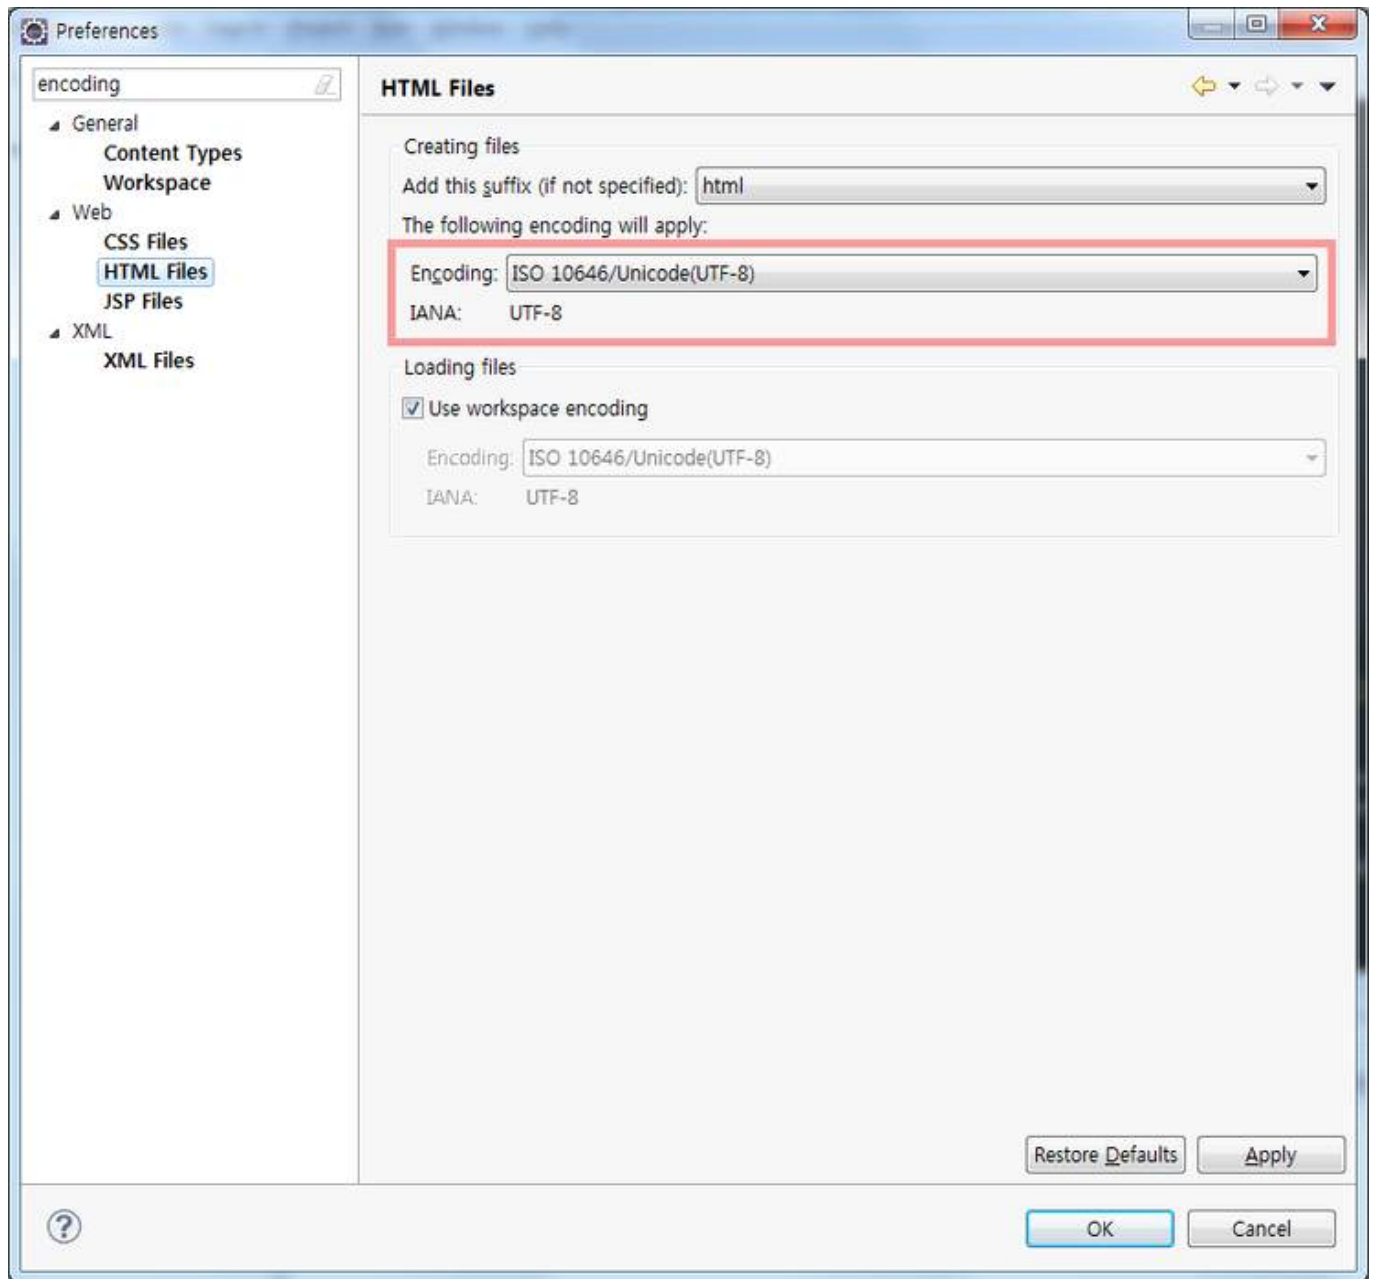 Preferences
encoding
General
Content Types
Workspace
Web
CSS Files
HTML Files
JSP Files
XML
XML Files
HTML Files
Creating files
Add this suffix (if not specified): html
The following encoding will apply:
Encoding: ISO 10646/Unicode(UTF-8)
IANA: UTF-8
Loading files
Use workspace encoding
Encoding: ISO 10646/Unicode(UTF-8)
IANA: UTF-8
Restore Defaults Apply
OK Cancel